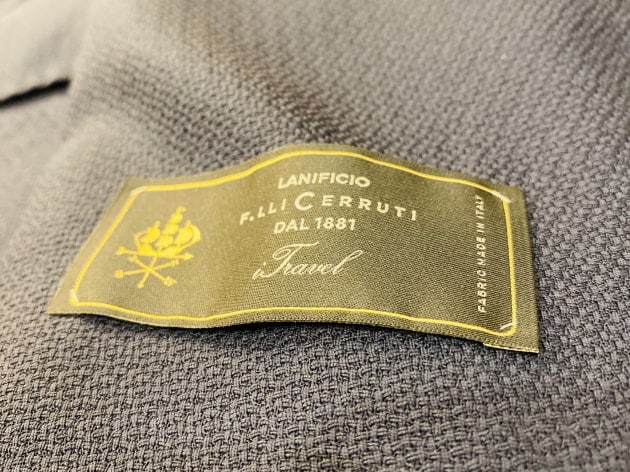 LANIFICIO
F.LLI CERRUTI
DAL 1881
iTravel
FABRIC MADE IN ITALY